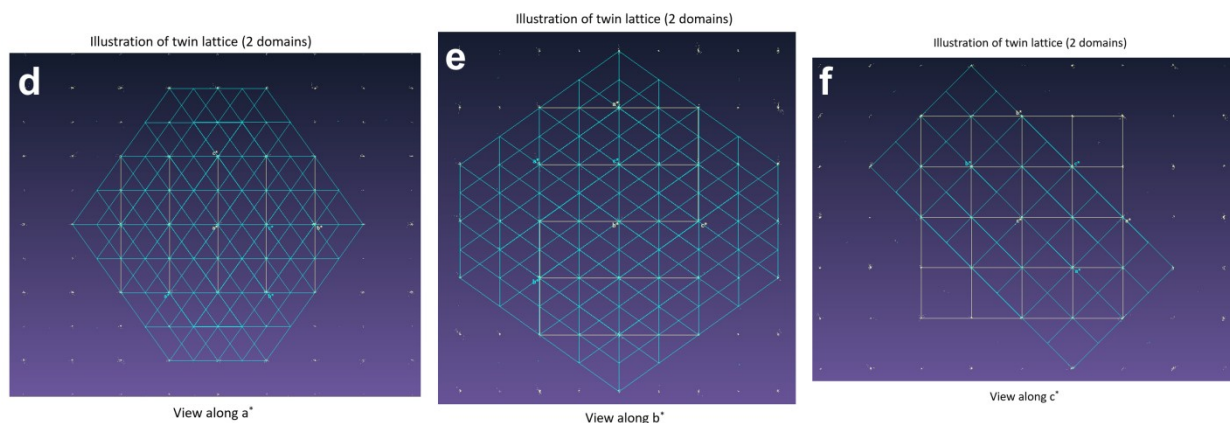 Illustration of twin lattice (2 domains)
d
View along a*
Illustration of twin lattice (2 domains)
e
View along b*
Illustration of twin lattice (2 domains)
f
View along c*